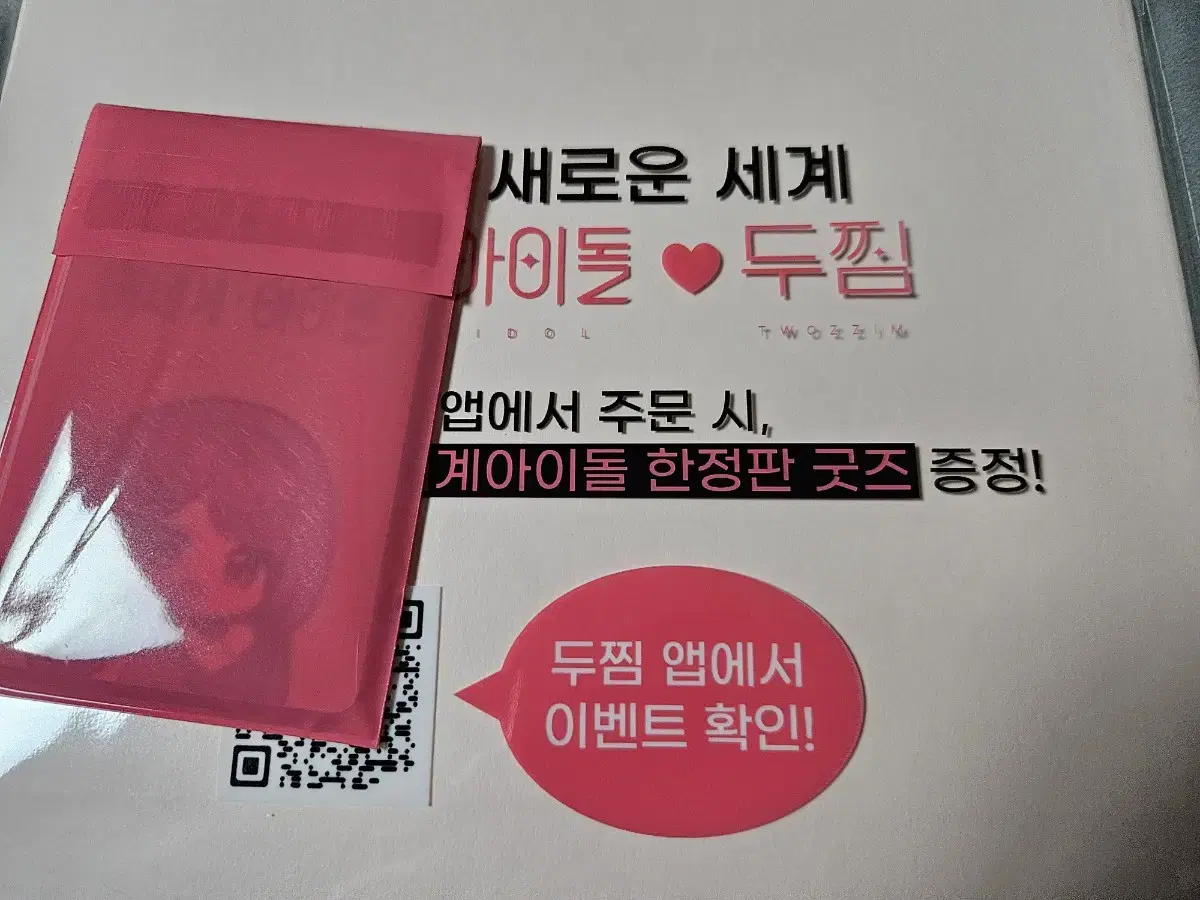 새로운 세계
아이돌 ♥ 두찜
IDOL TWOZZIM
앱에서 주문 시,
계아이돌 한정판 굿즈 증정!
두찜 앱에서
이벤트 확인!